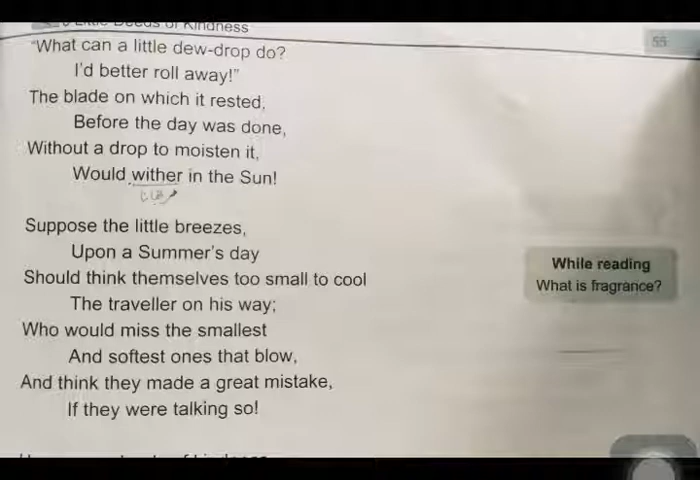 Little Deeds of Kindness
55
"What can a little dew-drop do?
I'd better roll away!"
The blade on which it rested,
Before the day was done,
Without a drop to moisten it,
Would wither in the Sun!
Suppose the little breezes,
Upon a Summer's day
Should think themselves too small to cool
The traveller on his way;
Who would miss the smallest
And softest ones that blow,
And think they made a great mistake,
If they were talking so!
While reading
What is fragrance?